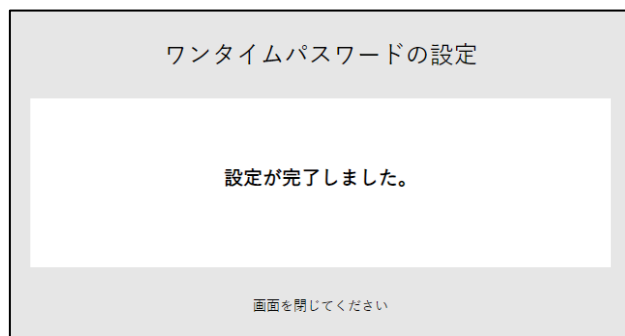 ワンタイムパスワードの設定
設定が完了しました。
画面を閉じてください